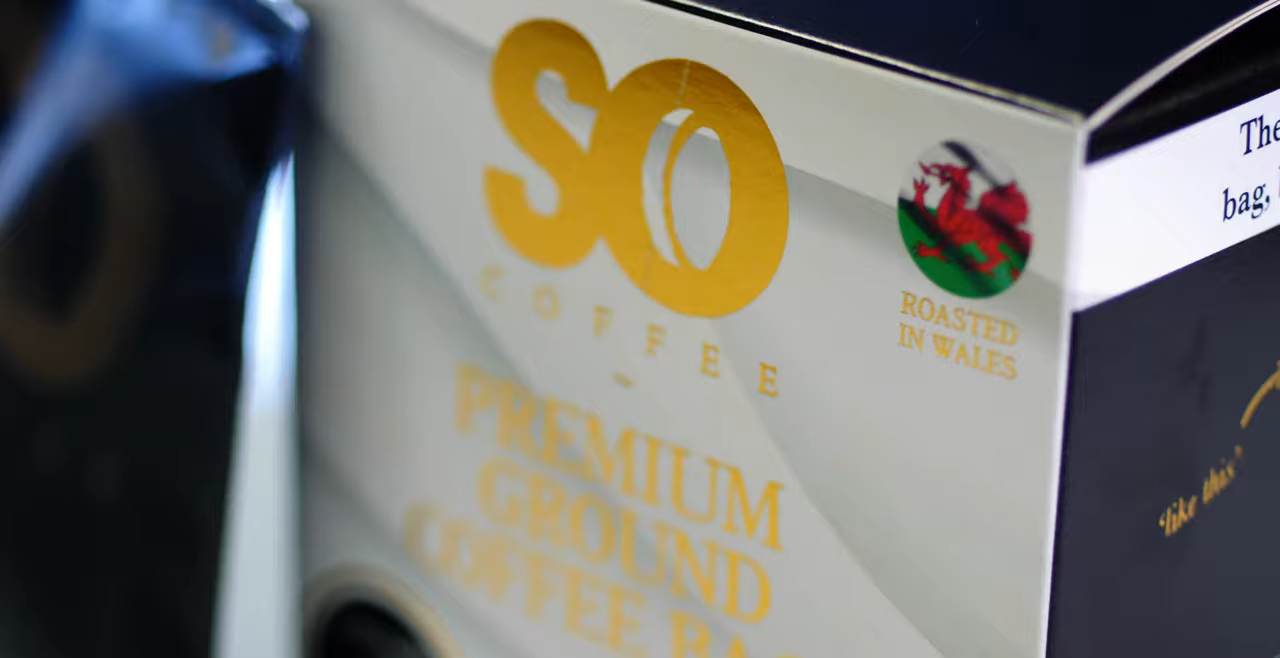 SO
COFFEE
PREMIUM
GROUND
COFFEE
ROASTED
IN WALES
The
bag,
'like this'